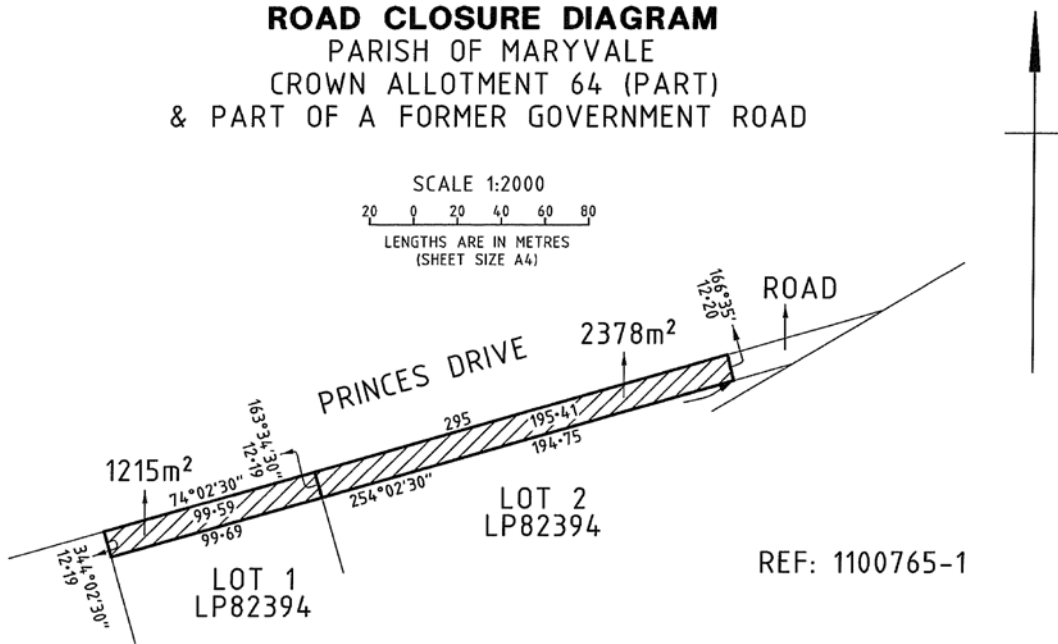 ROAD CLOSURE DIAGRAM
PARISH OF MARYVALE
CROWN ALLOTMENT 64 (PART)
& PART OF A FORMER GOVERNMENT ROAD
SCALE 1:2000
20 0 20 40 60 80
LENGTHS ARE IN METRES
(SHEET SIZE A4)
166°35'
12·20
ROAD
2378m²
PRINCES DRIVE
295
195·41
194·75
163°34'30"
12·19
1215m²
74°02'30"
99·59
99·69
254°02'30"
LOT 2
LP82394
344°02'30"
12·19
LOT 1
LP82394
REF: 1100765-1